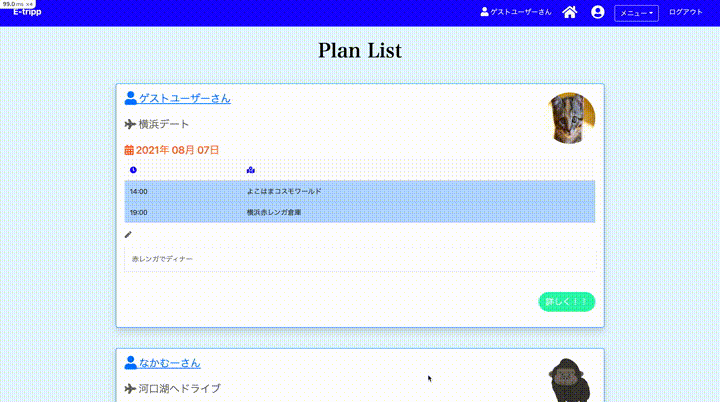 99.0 ms ×4
E-tripp
ゲストユーザーさん
メニュー
ログアウト
Plan List
ゲストユーザーさん
横浜デート
2021年 08月 07日
14:00 よこはまコスモワールド
19:00 横浜赤レンガ倉庫
赤レンガでディナー
詳しく！！
なかむーさん
河口湖へドライブ